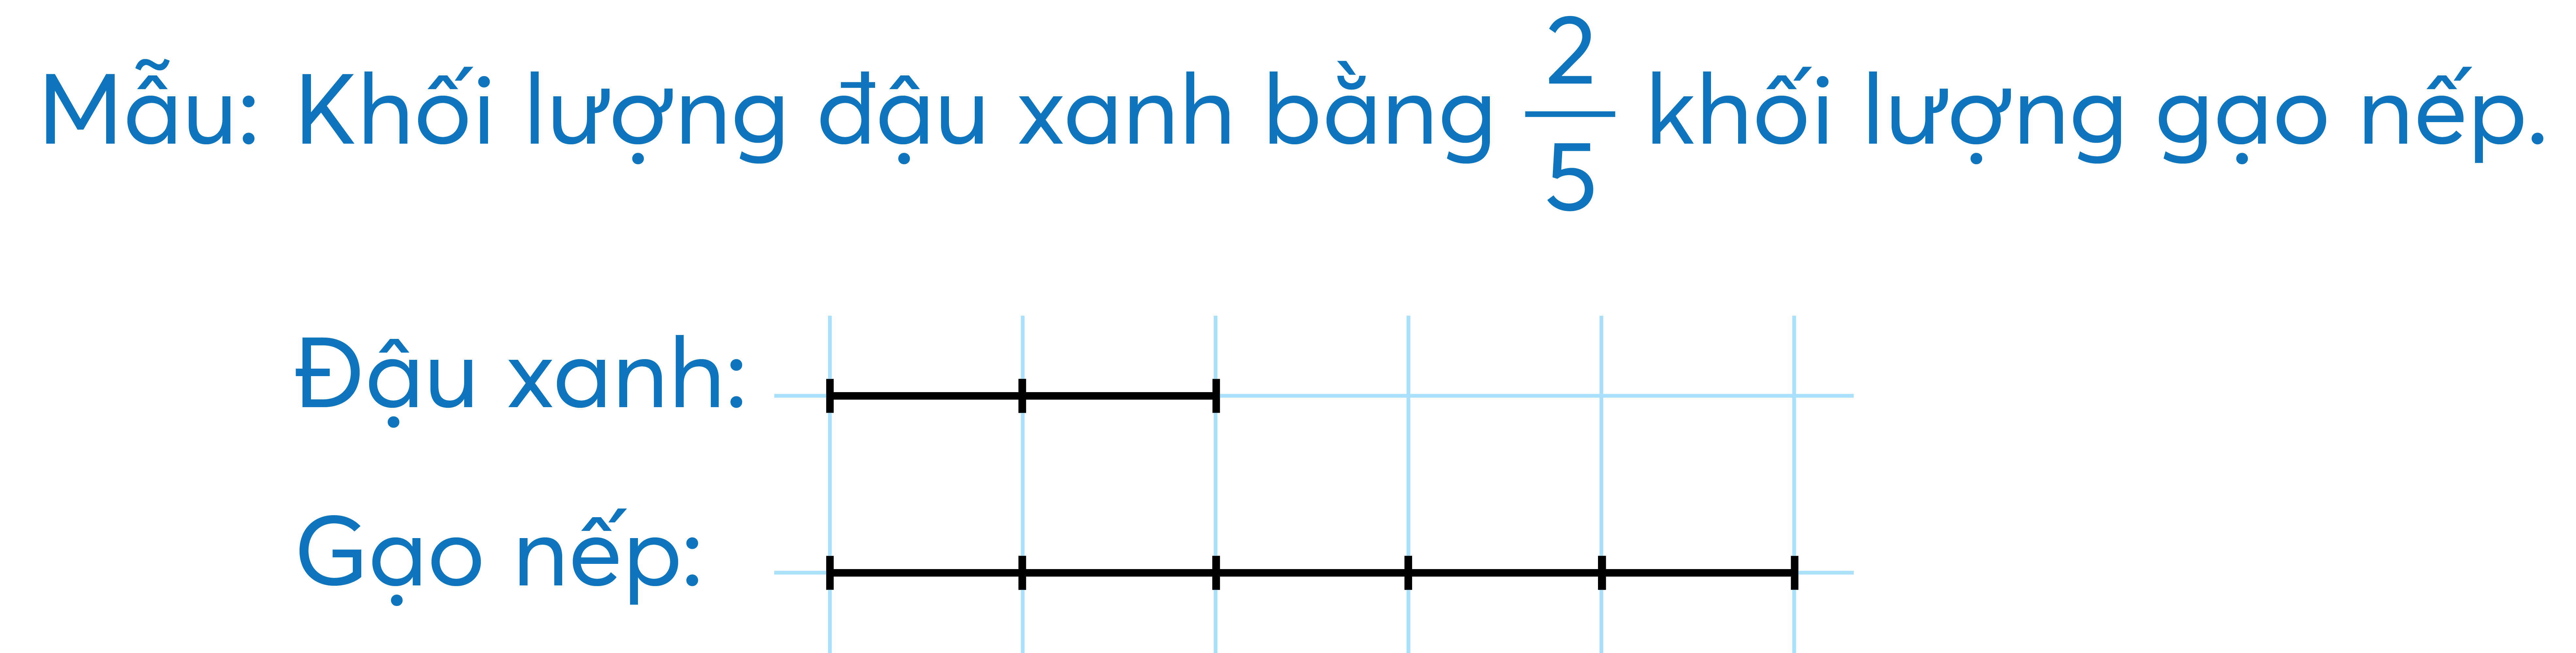 Mẫu: Khối lượng đậu xanh bằng 2/5 khối lượng gạo nếp.
Đậu xanh:
Gạo nếp: